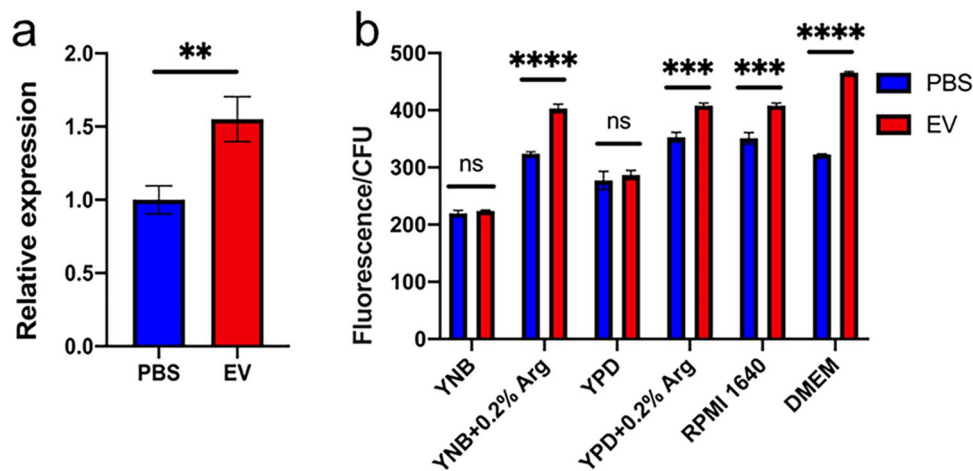 a
Relative expression
2.0
1.5
1.0
0.5
0.0
**
PBS
EV
b
Fluorescence/CFU
500
400
300
200
100
0
ns
****
ns
***
***
****
YNB
YNB+0.2% Arg
YPD
YPD+0.2% Arg
RPMI 1640
DMEM
PBS
EV